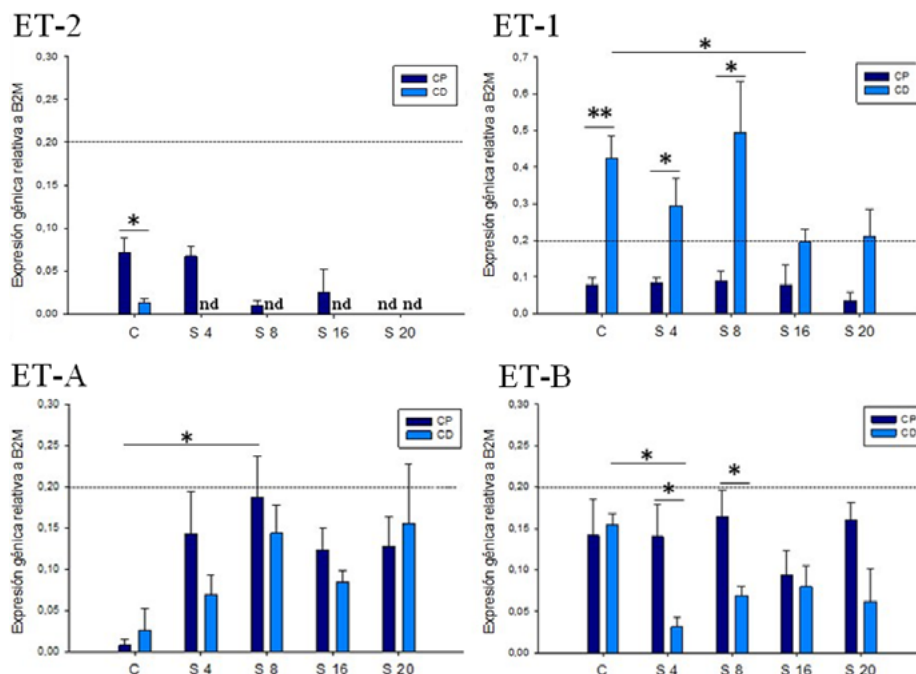 ET-2
Expresión génica relativa a B2M
0,30
0,25
0,20
0,15
0,10
0,05
0,00
CP
CD
*
nd
nd
nd
nd nd
C S 4 S 8 S 16 S 20
ET-1
Expresión génica relativa a B2M
0,7
0,6
0,5
0,4
0,3
0,2
0,1
0,0
CP
CD
*
**
*
*
C S 4 S 8 S 16 S 20
ET-A
Expresión génica relativa a B2M
0,30
0,25
0,20
0,15
0,10
0,05
0,00
CP
CD
*
C S 4 S 8 S 16 S 20
ET-B
Expresión génica relativa a B2M
0,30
0,25
0,20
0,15
0,10
0,05
0,00
CP
CD
*
*
*
C S 4 S 8 S 16 S 20